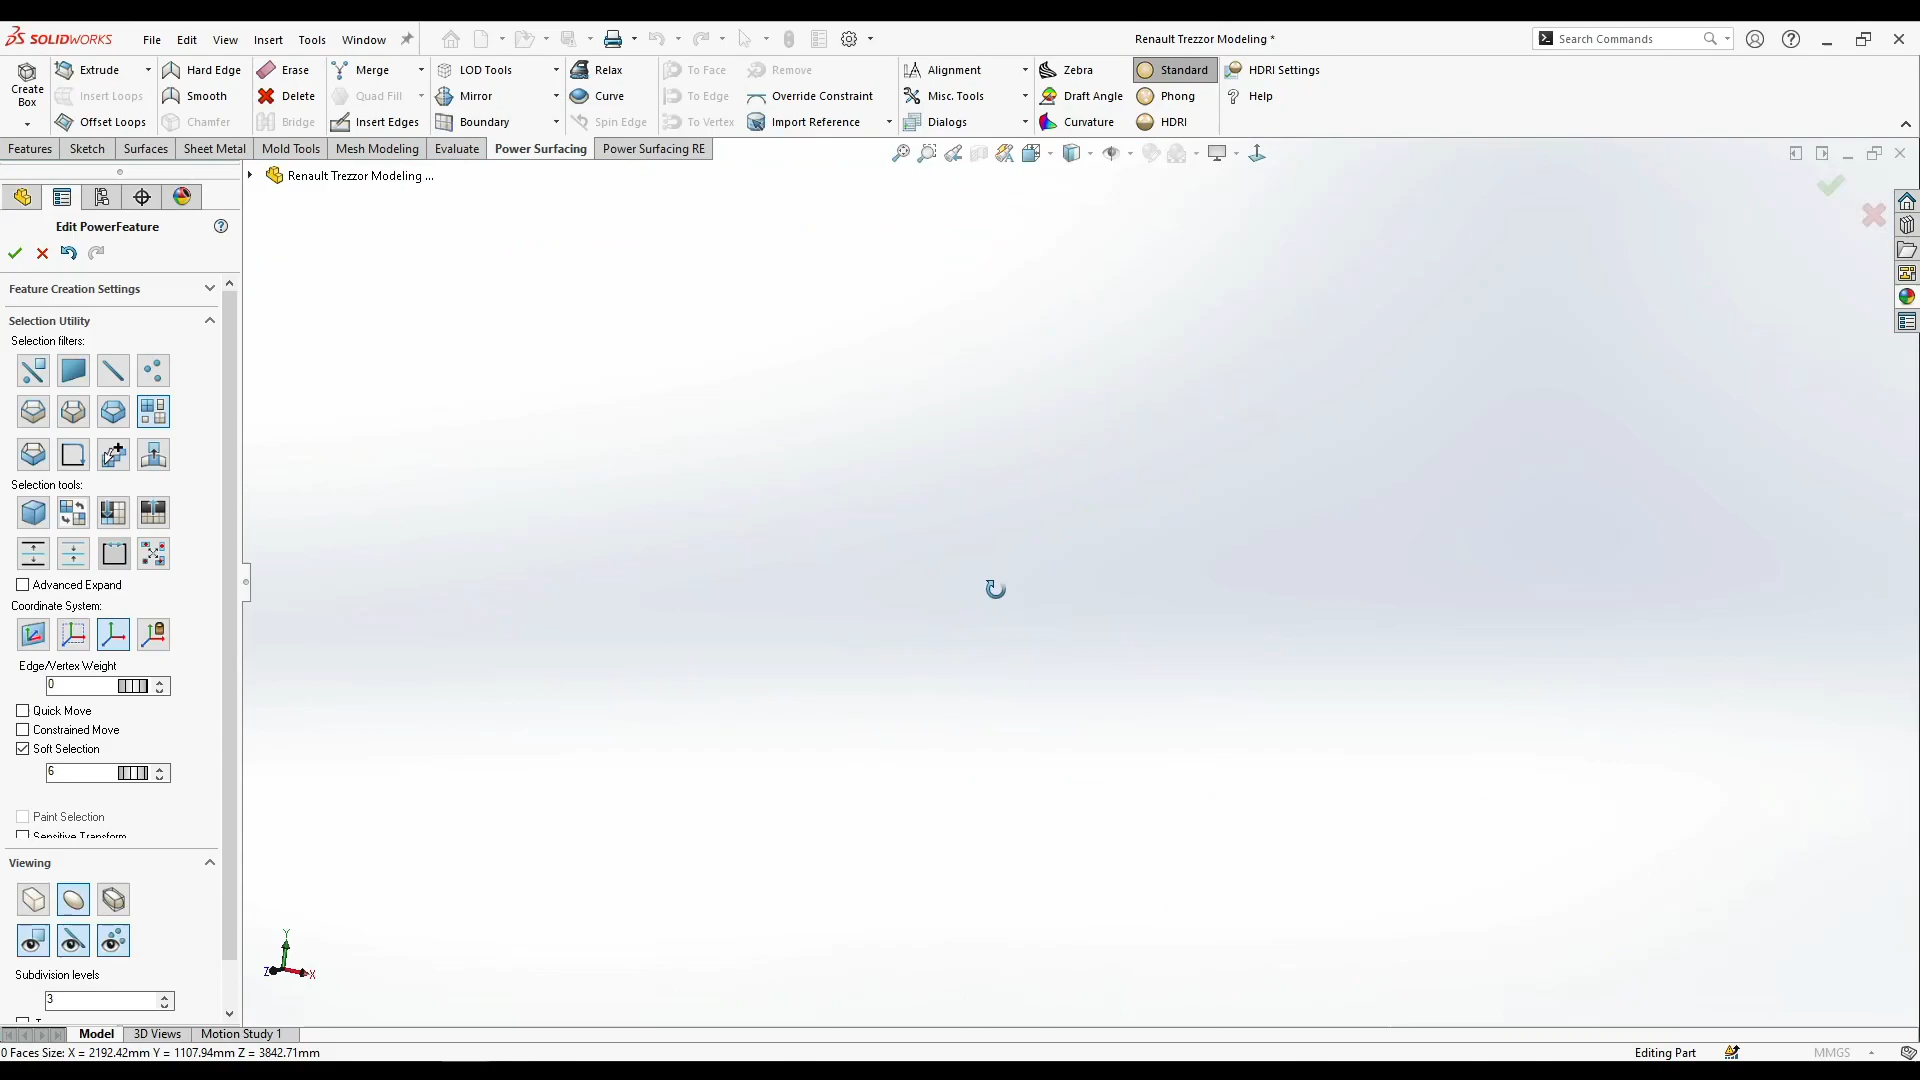 SOLIDWORKS File Edit View Insert Tools Window Renault Trezzor Modeling * Search Commands
Create Box Extrude Hard Edge Erase Merge LOD Tools Relax To Face Remove Alignment Zebra Standard HDRI Settings
Insert Loops Smooth Delete Quad Fill Mirror Curve To Edge Override Constraint Misc. Tools Draft Angle Phong Help
Offset Loops Chamfer Bridge Insert Edges Boundary Spin Edge To Vertex Import Reference Dialogs Curvature HDRI
Features Sketch Surfaces Sheet Metal Mold Tools Mesh Modeling Evaluate Power Surfacing Power Surfacing RE
Renault Trezzor Modeling ...
Edit PowerFeature
Feature Creation Settings
Selection Utility
Selection filters:
Selection tools:
Advanced Expand
Coordinate System:
Edge/Vertex Weight
0
Quick Move
Constrained Move
Soft Selection
6
Paint Selection
Sensitive Transform
Viewing
Subdivision levels
3
Y
Z X
Model 3D Views Motion Study 1
0 Faces Size: X = 2192.42mm Y = 1107.94mm Z = 3842.71mm Editing Part MMGS